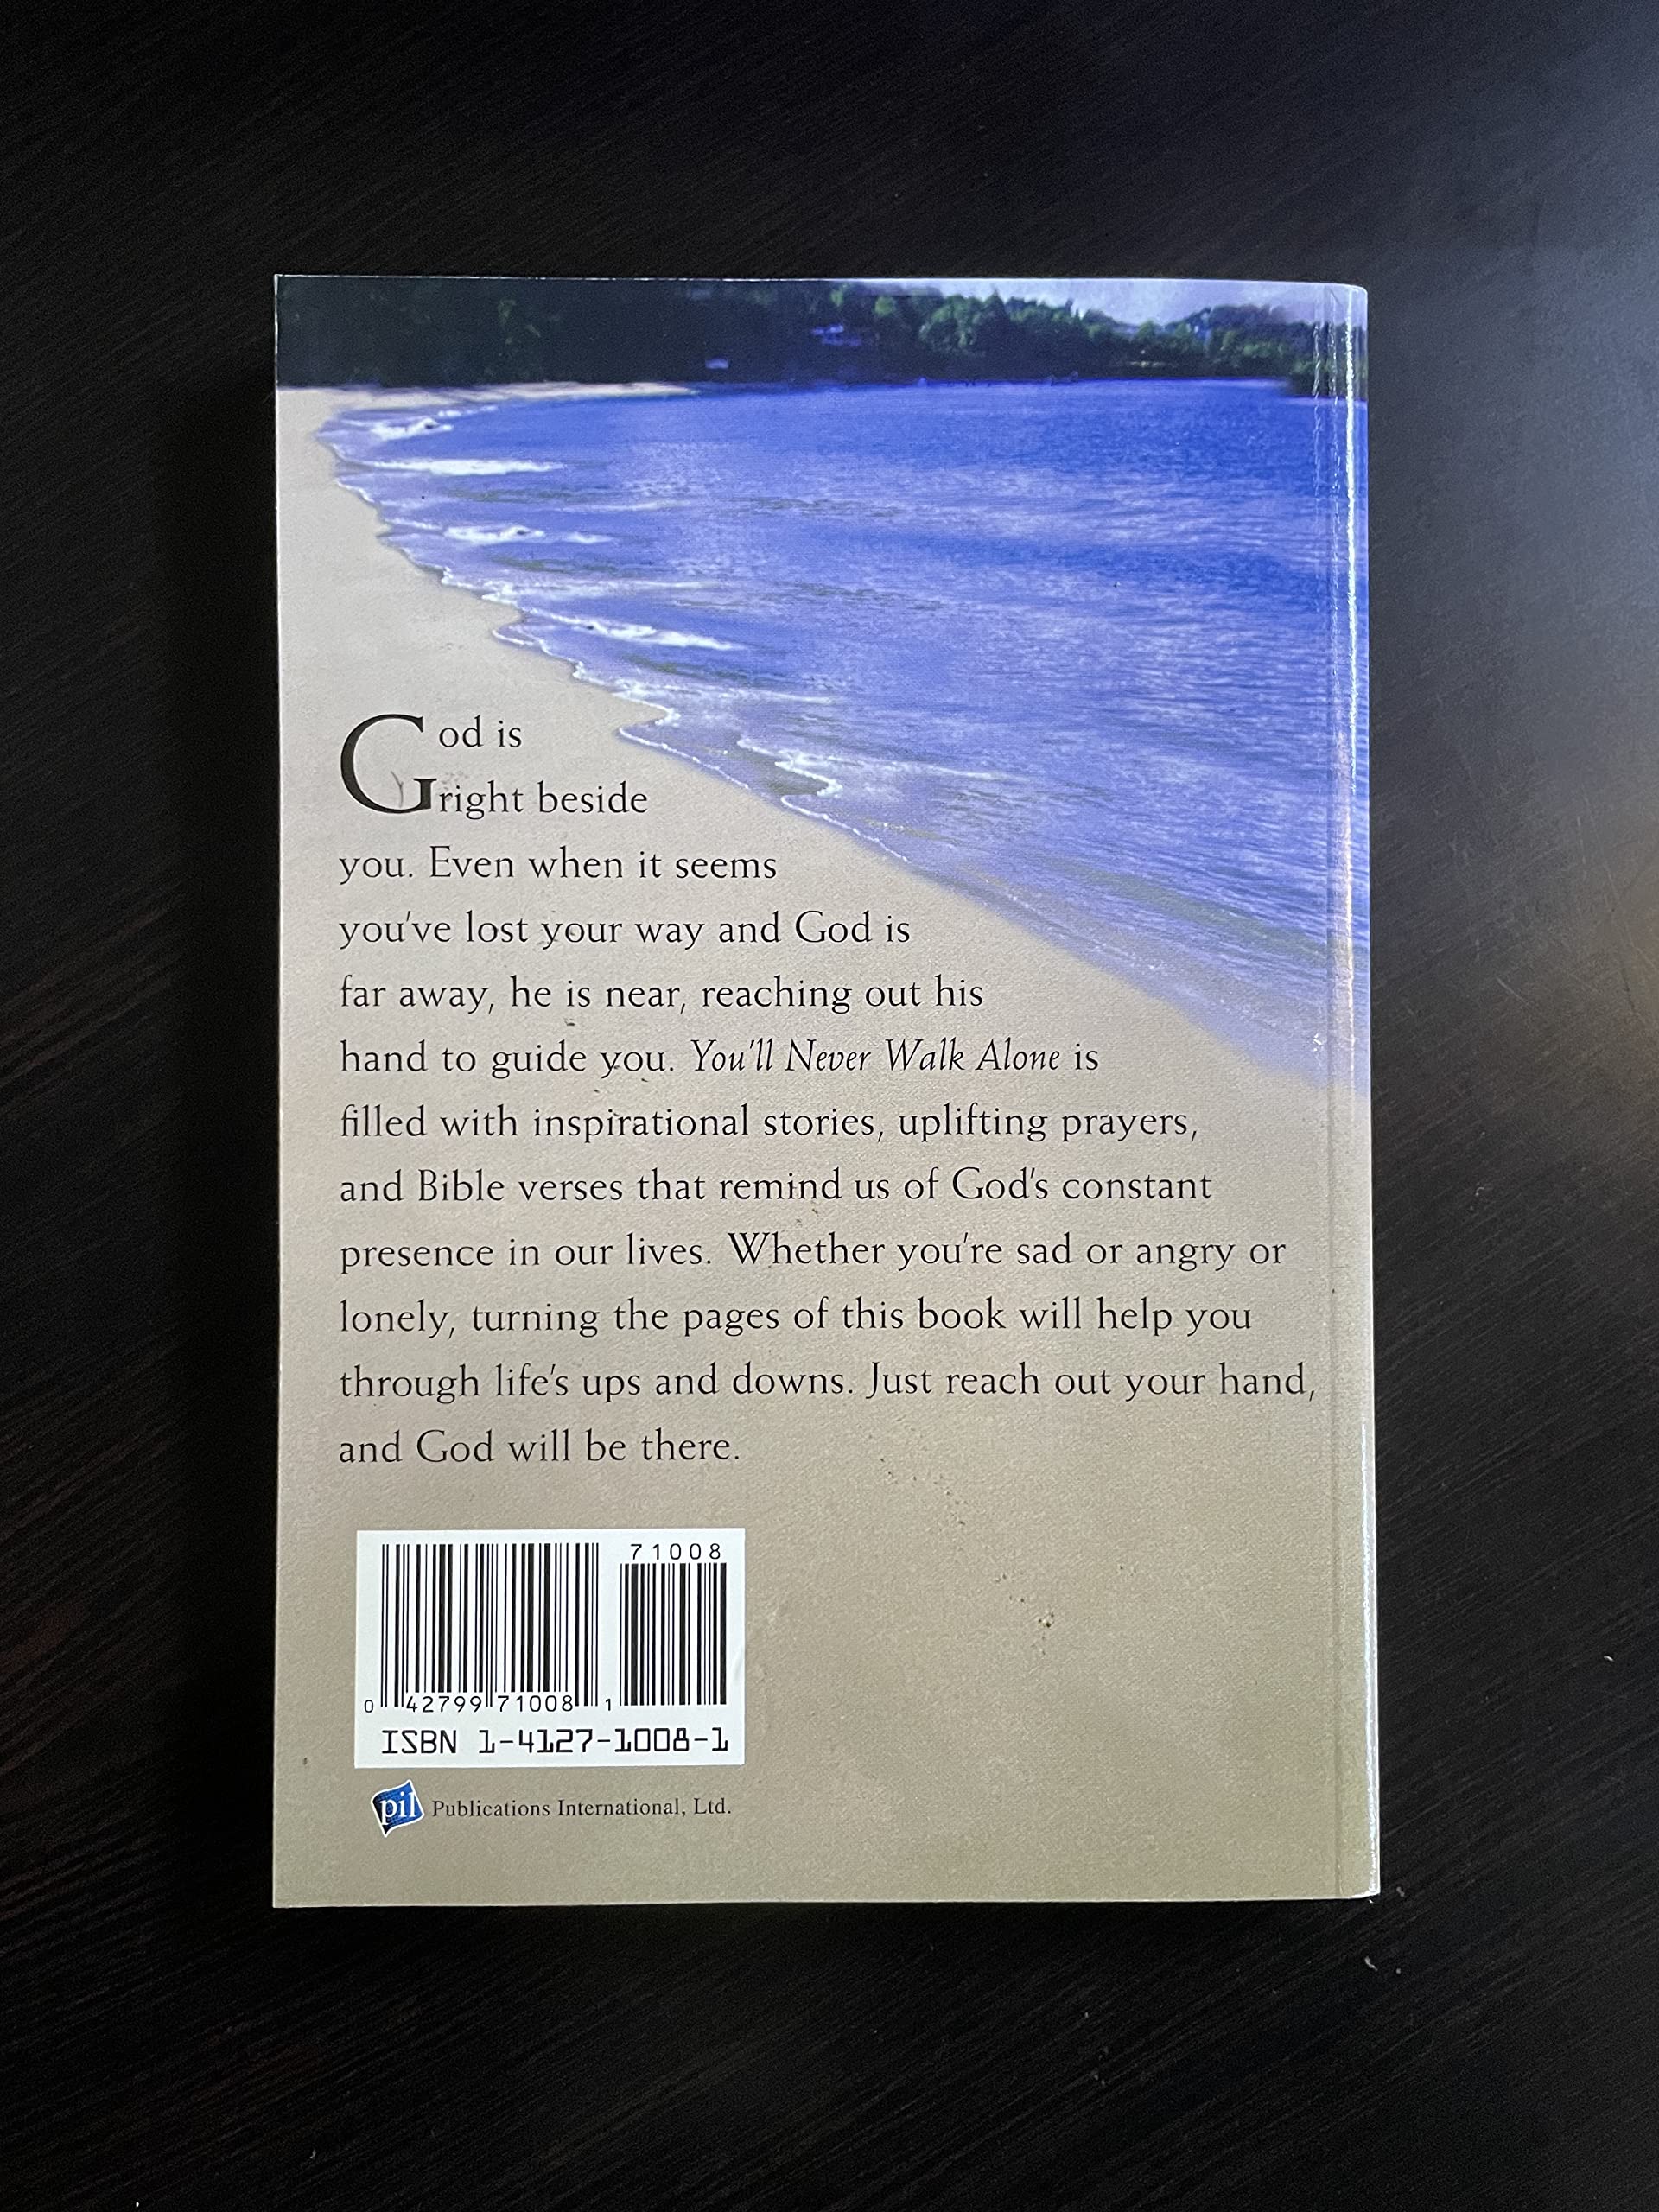 God is
right beside
you. Even when it seems
you've lost your way and God is
far away, he is near, reaching out his
hand to guide you. You'll Never Walk Alone is
filled with inspirational stories, uplifting prayers,
and Bible verses that remind us of God's constant
presence in our lives. Whether you're sad or angry or
lonely, turning the pages of this book will help you
through life's ups and downs. Just reach out your hand,
and God will be there.
71008
0 42799 71008 1
ISBN 1-4127-1008-1
pil Publications International, Ltd.